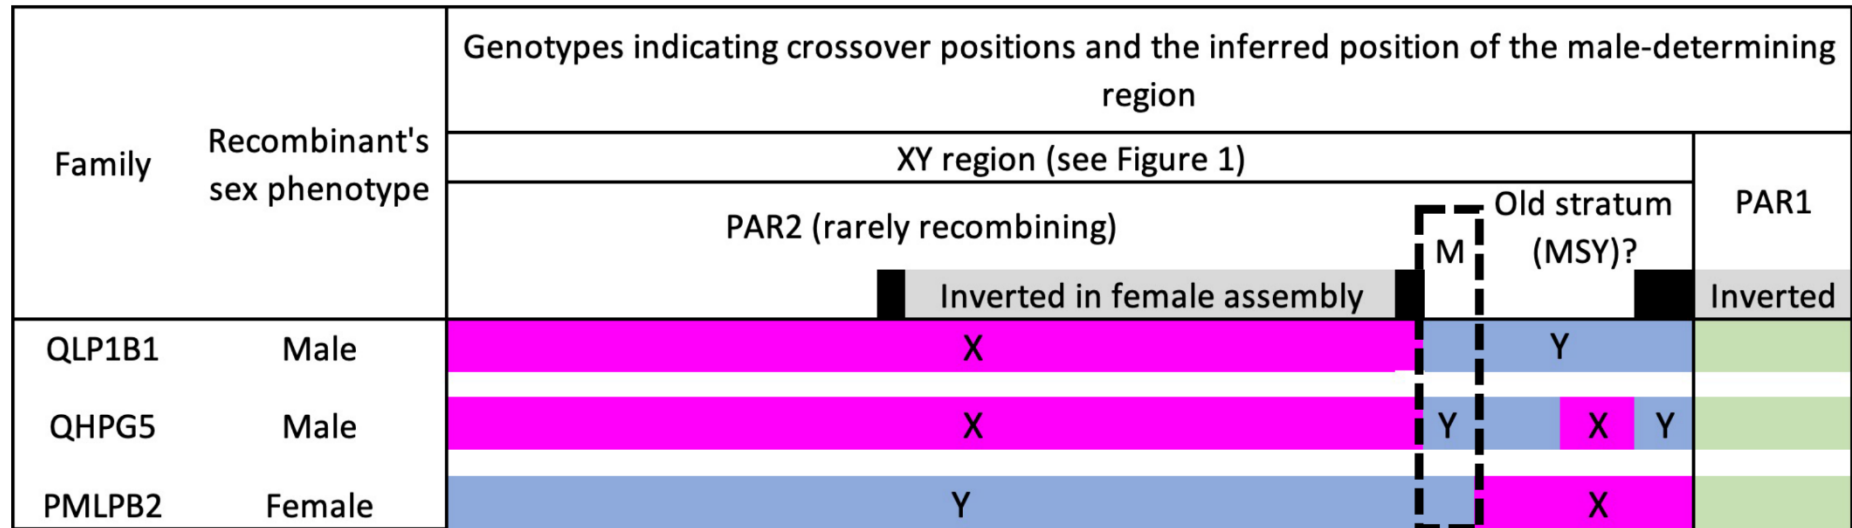 Genotypes indicating crossover positions and the inferred position of the male-determining
region
Family
Recombinant's
sex phenotype
XY region (see Figure 1)
PAR2 (rarely recombining)
M
Old stratum
(MSY)?
PAR1
Inverted in female assembly
Inverted
QLP1B1 Male X Y
QHPG5 Male X Y X Y
PMLPB2 Female Y X